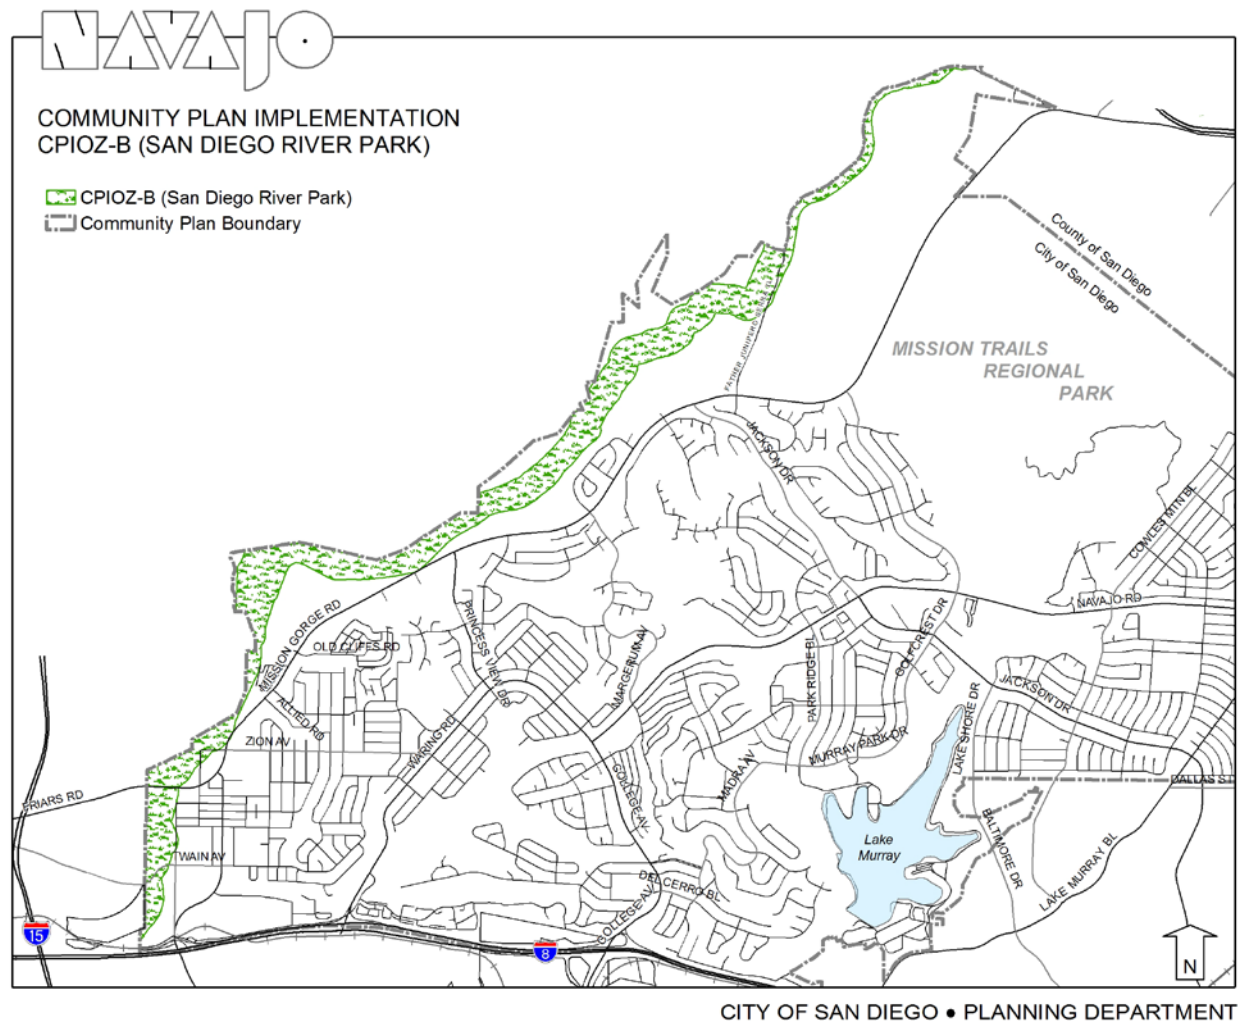 NAVAJO
COMMUNITY PLAN IMPLEMENTATION
CPIOZ-B (SAN DIEGO RIVER PARK)
CPIOZ-B (San Diego River Park)
Community Plan Boundary
County of San Diego
City of San Diego
MISSION TRAILS
REGIONAL
PARK
FATHER JUNIPERO SERRA TL
JACKSON DR
COWLES MTN BL
NAVAJO RD
MISSION GORGE RD
OLD CLIFFS RD
PRINCESS VIEW DR
MARGERUM AV
GOLFCREST DR
PARK RIDGE BL
JACKSON DR
ALLIED RD
ZION AV
WARING RD
LAKE SHORE DR
MURRAY PARK DR
MADRA AV
COLLEGE AV
DALLAS ST
FRIARS RD
BALTIMORE DR
Lake
Murray
LAKE MURRAY BL
TWAIN AV
DEL CERRO BL
COLLEGE AV
15
8
N
CITY OF SAN DIEGO ● PLANNING DEPARTMENT